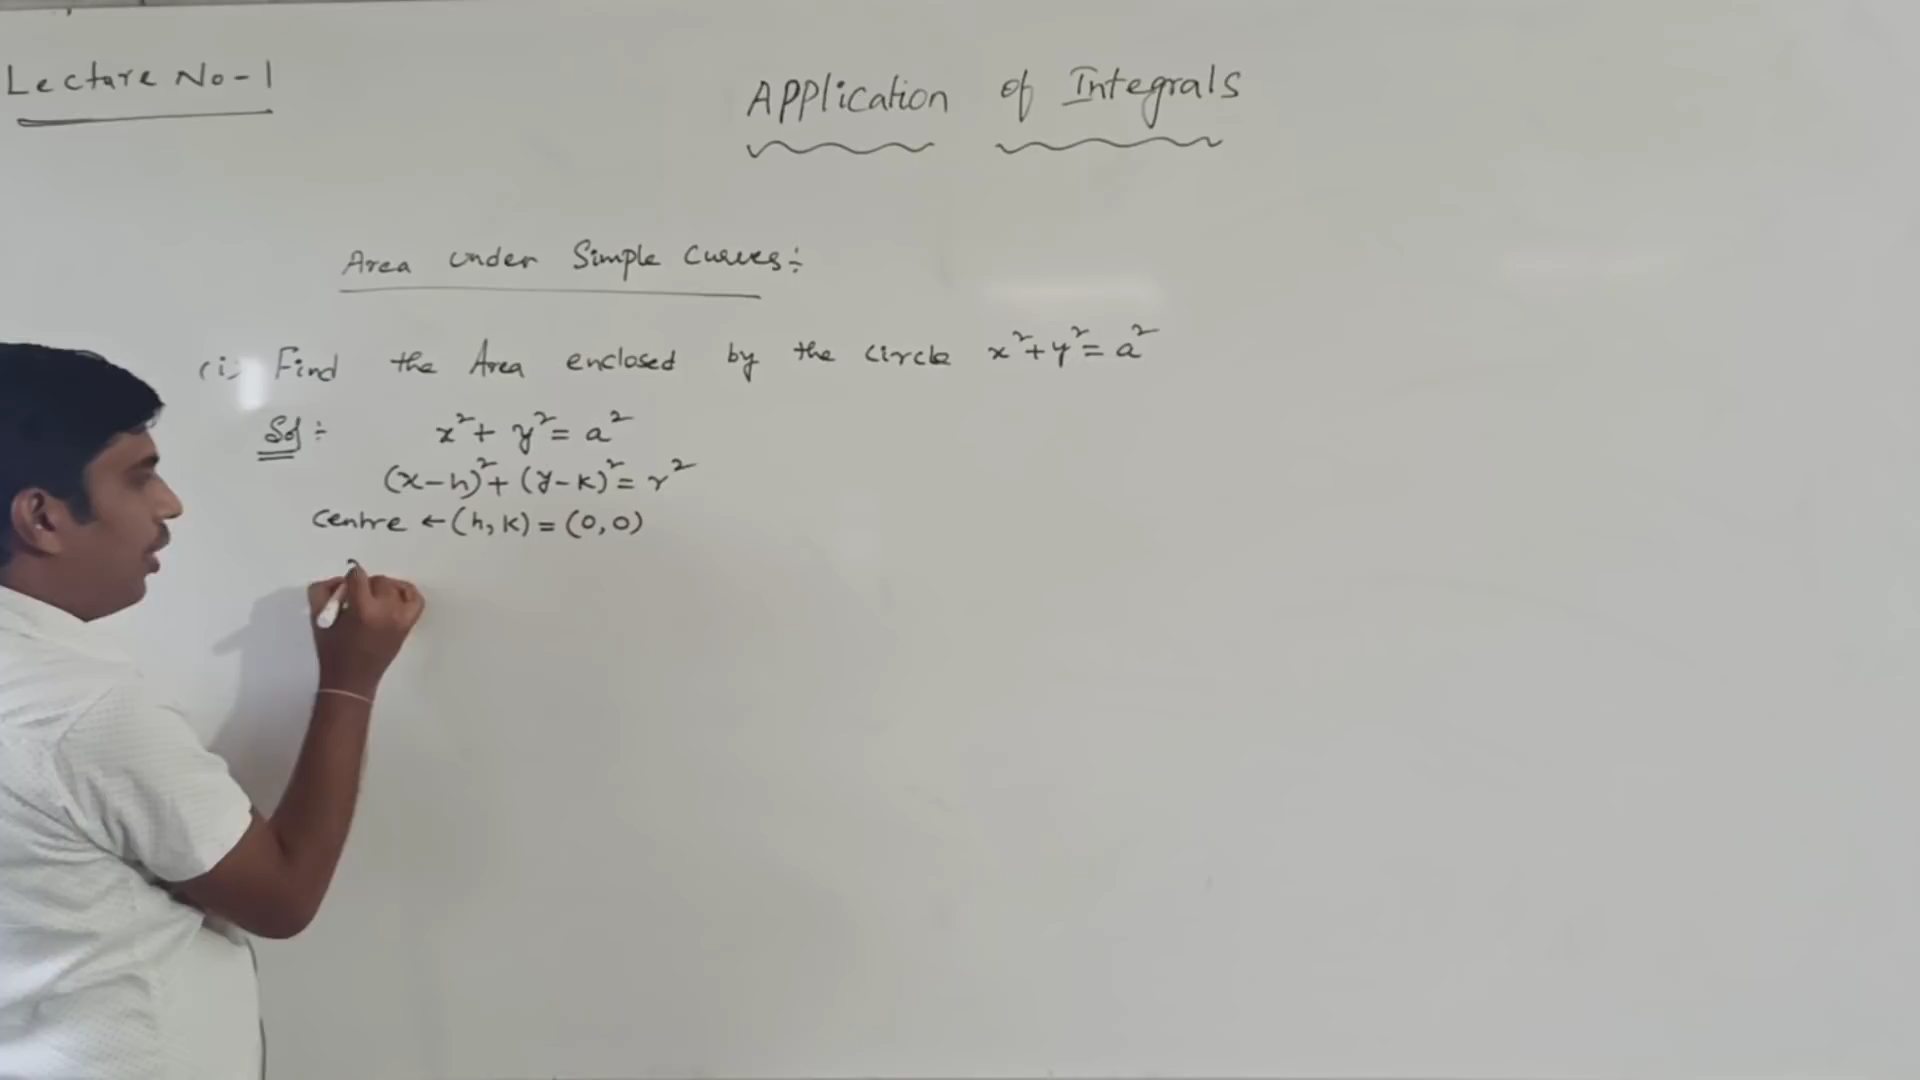 Lecture No-1
Application of Integrals
Area under Simple Curves:-
(i) Find the Area enclosed by the circle x²+y²= a²
Sol:- x²+ y²= a²
(x-h)²+ (y-k)²= r²
Centre ←(h, k) = (0, 0)